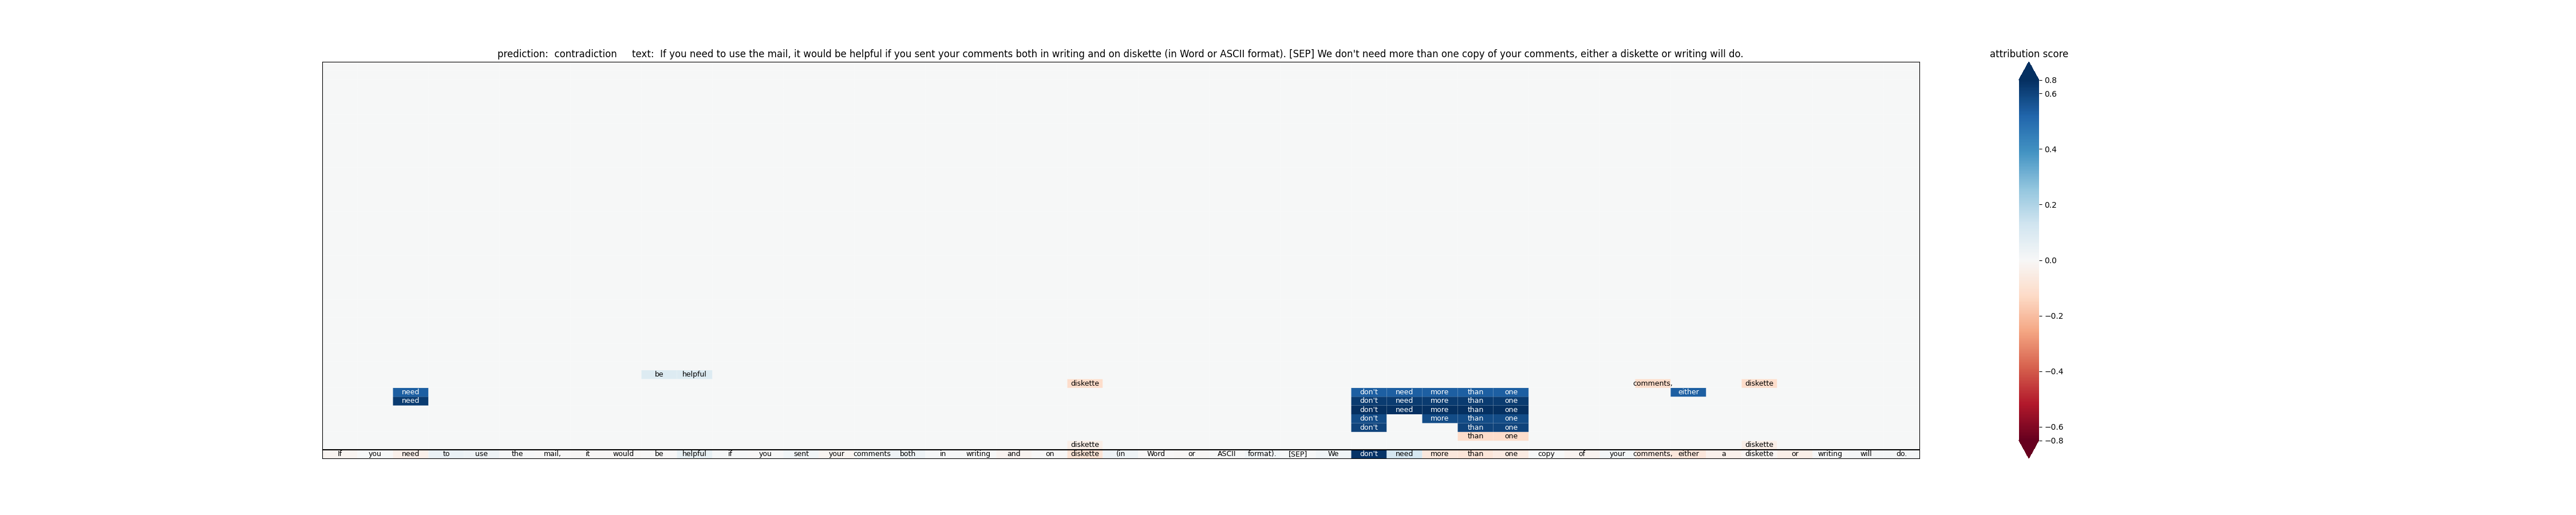 prediction:  contradiction     text:  If you need to use the mail, it would be helpful if you sent your comments both in writing and on diskette (in Word or ASCII format). [SEP] We don't need more than one copy of your comments, either a diskette or writing will do.
attribution score
0.8
0.6
0.4
0.2
0.0
−0.2
−0.4
−0.6
−0.8
be helpful
diskette comments, diskette
need don't need more than one either
need don't need more than one
don't need more than one
don't more than one
don't than one
than one
diskette diskette
If you need to use the mail, it would be helpful if you sent your comments both in writing and on diskette (in Word or ASCII format). [SEP] We don't need more than one copy of your comments, either a diskette or writing will do.